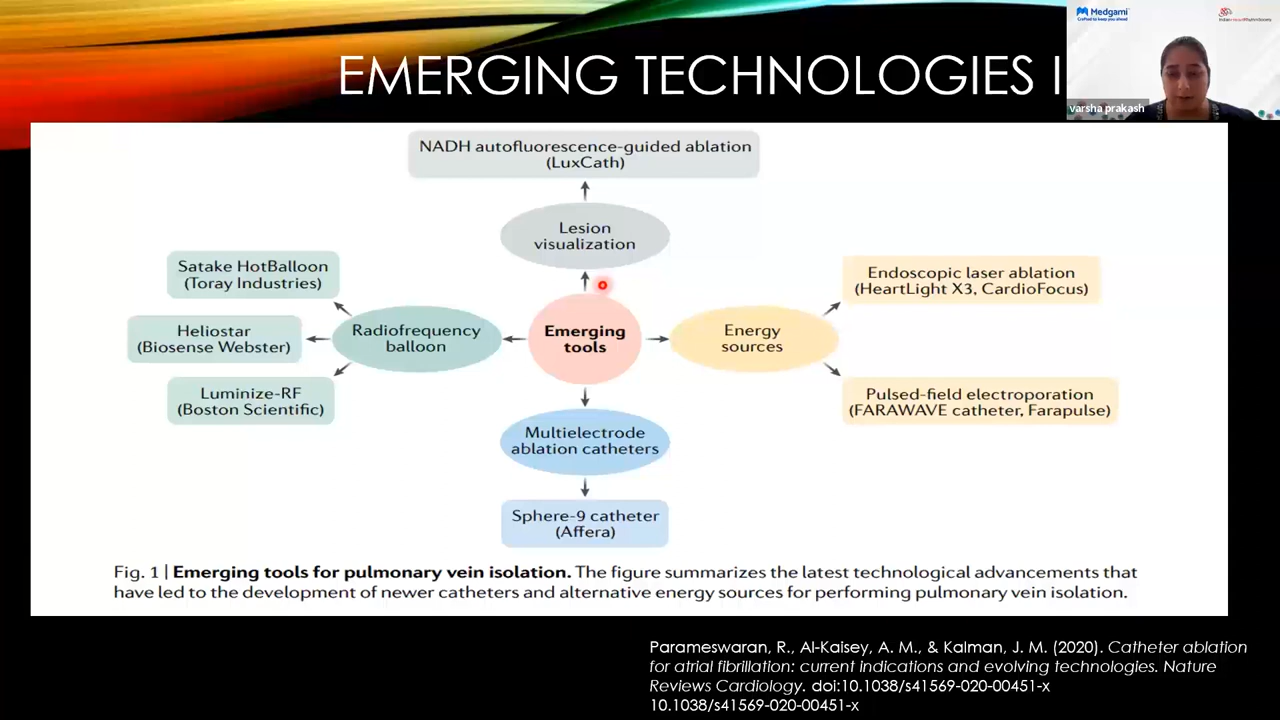 EMERGING TECHNOLOGIES I
Medgami
Crafted to keep you ahead
varsha prakash
NADH autofluorescence-guided ablation
(LuxCath)
Lesion
visualization
Satake HotBalloon
(Toray Industries)
Heliostar
(Biosense Webster)
Luminize-RF
(Boston Scientific)
Radiofrequency
balloon
Emerging
tools
Energy
sources
Endoscopic laser ablation
(HeartLight X3, CardioFocus)
Pulsed-field electroporation
(FARAWAVE catheter, Farapulse)
Multielectrode
ablation catheters
Sphere-9 catheter
(Affera)
Fig. 1 | Emerging tools for pulmonary vein isolation. The figure summarizes the latest technological advancements that
have led to the development of newer catheters and alternative energy sources for performing pulmonary vein isolation.
Parameswaran, R., Al-Kaisey, A. M., & Kalman, J. M. (2020). Catheter ablation
for atrial fibrillation: current indications and evolving technologies. Nature
Reviews Cardiology. doi:10.1038/s41569-020-00451-x
10.1038/s41569-020-00451-x